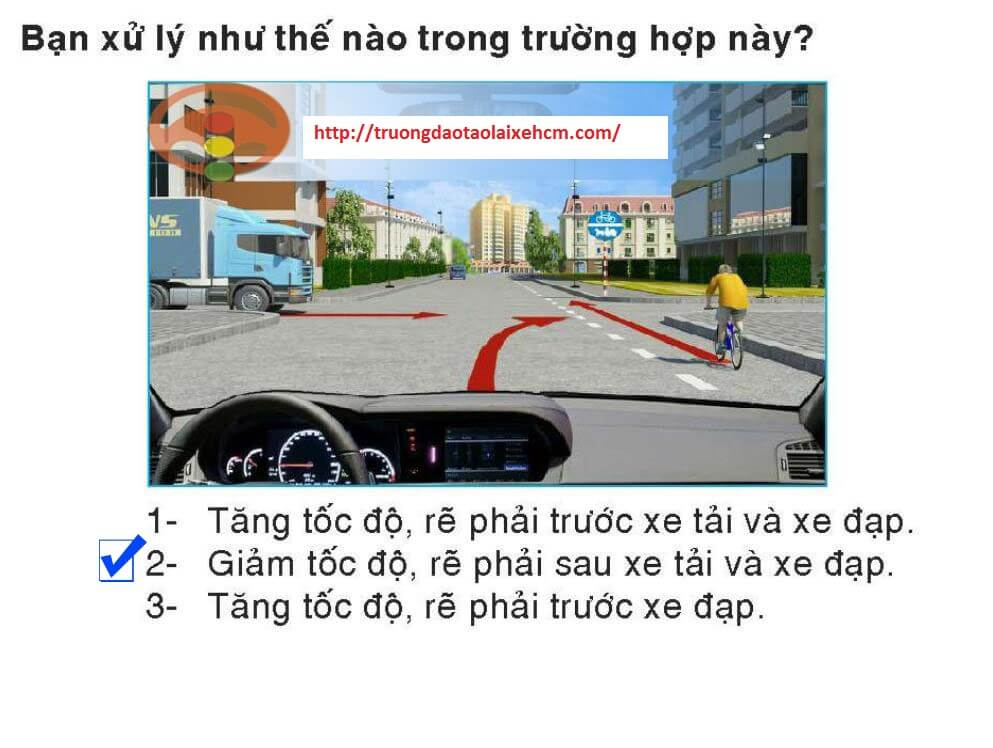 Bạn xử lý như thế nào trong trường hợp này?
http://truongdaotaolaixehcm.com/
1- Tăng tốc độ, rẽ phải trước xe tải và xe đạp.
2- Giảm tốc độ, rẽ phải sau xe tải và xe đạp.
3- Tăng tốc độ, rẽ phải trước xe đạp.